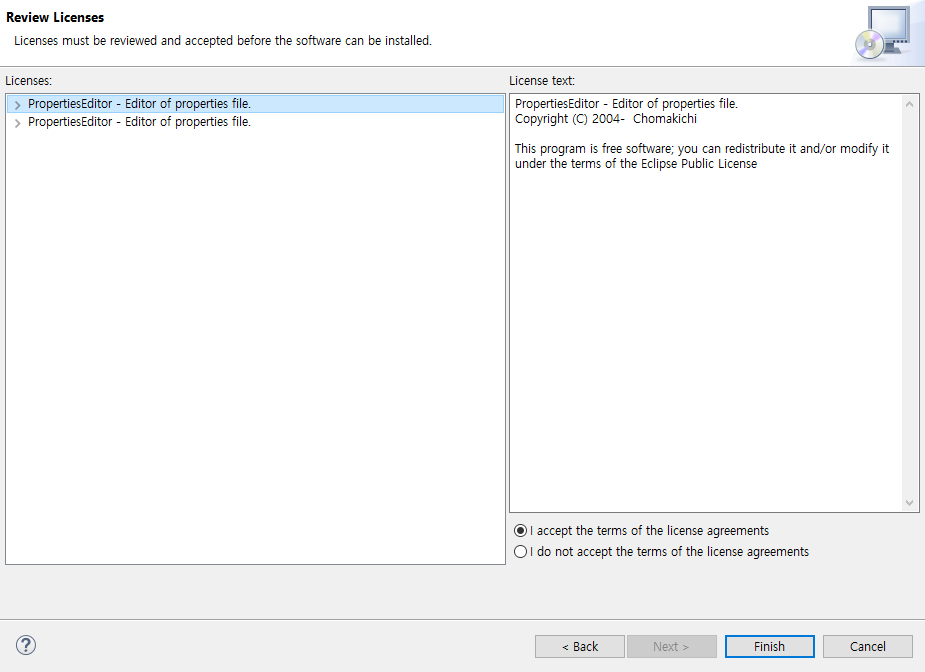 Review Licenses
Licenses must be reviewed and accepted before the software can be installed.
Licenses:
PropertiesEditor - Editor of properties file.
PropertiesEditor - Editor of properties file.
License text:
PropertiesEditor - Editor of properties file.
Copyright (C) 2004-  Chomakichi
This program is free software; you can redistribute it and/or modify it
under the terms of the Eclipse Public License
I accept the terms of the license agreements
I do not accept the terms of the license agreements
?
< Back
Next >
Finish
Cancel